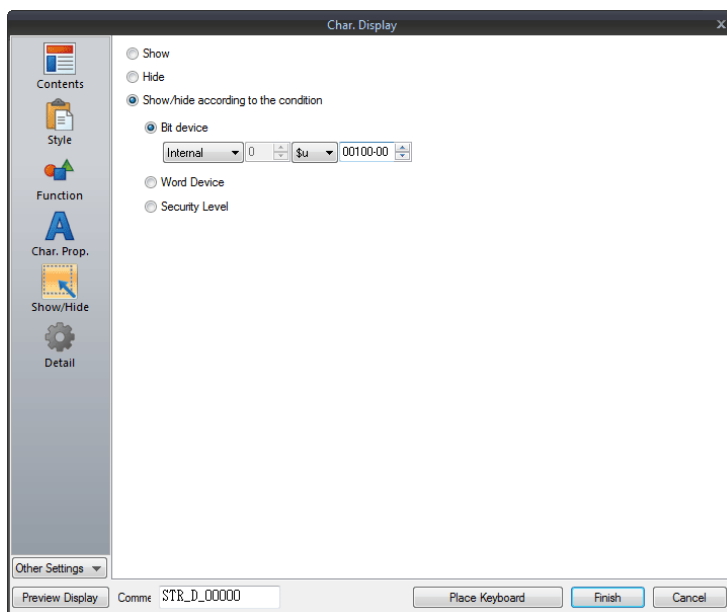 Char. Display
Contents
Style
Function
Char. Prop.
Show/Hide
Detail
Other Settings
Show
Hide
Show/hide according to the condition
Bit device
Internal 0 $u 00100-00
Word Device
Security Level
Preview Display Comme STR_D_00000 Place Keyboard Finish Cancel